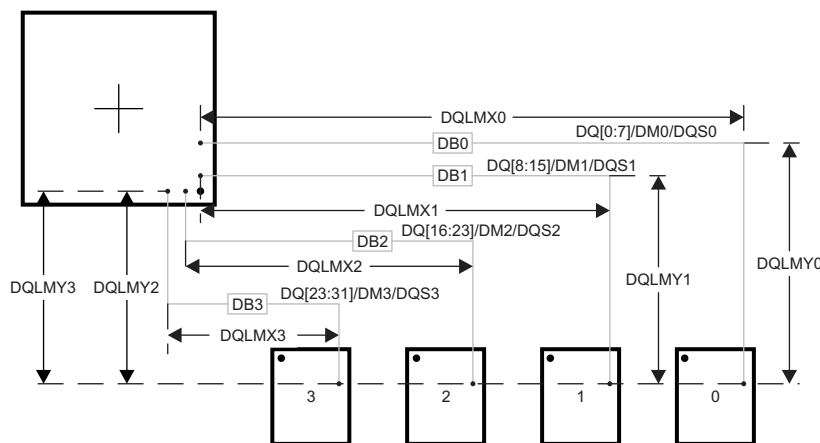 DQLMX0
DQ[0:7]/DM0/DQS0
DB0
DB1
DQ[8:15]/DM1/DQS1
DQLMX1
DB2
DQ[16:23]/DM2/DQS2
DQLMX2
DQLMY3
DQLMY2
DQLMY1
DQLMY0
DB3
DQ[23:31]/DM3/DQS3
DQLMX3
3
2
1
0